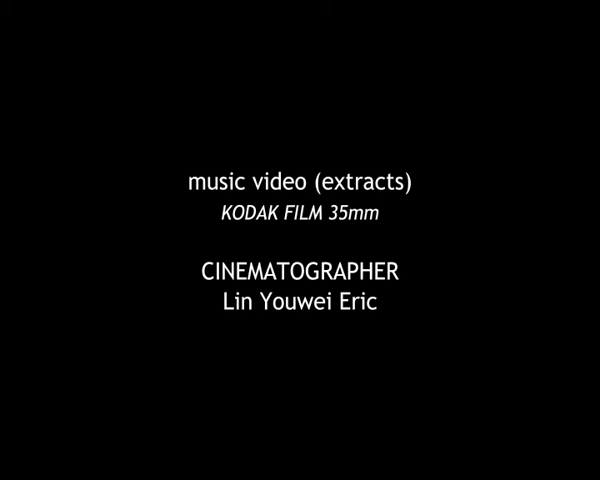 music video (extracts)
KODAK FILM 35mm
CINEMATOGRAPHER
Lin Youwei Eric